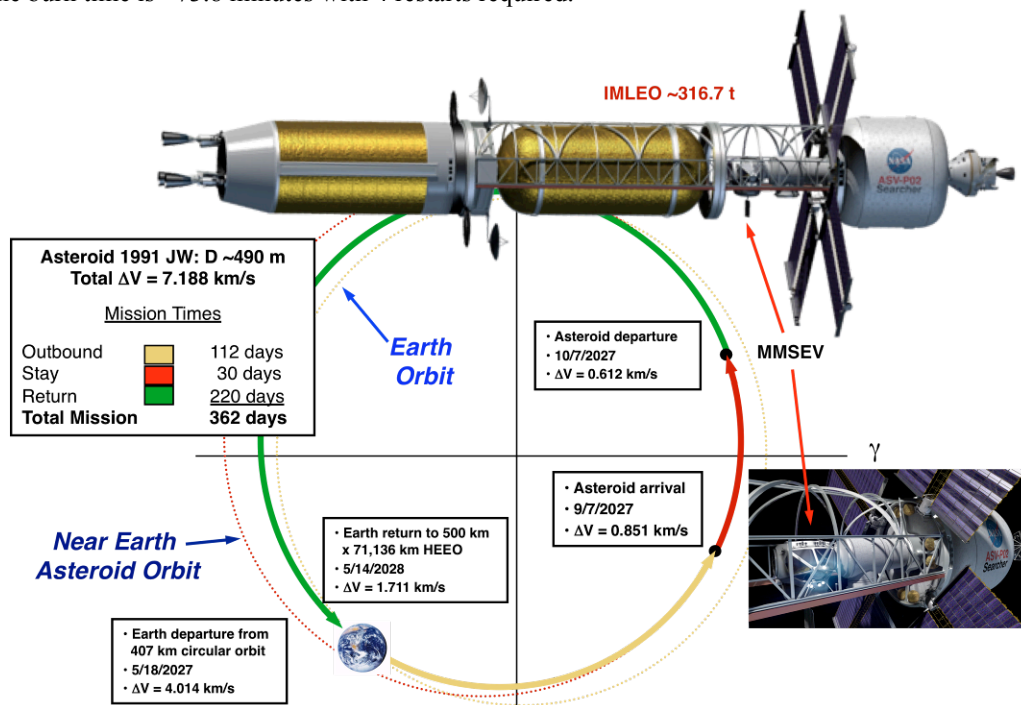 IMLEO ~316.7 t
NASA
ASV-P02
Searcher
Asteroid 1991 JW: D ~490 m
Total ΔV = 7.188 km/s
Mission Times
Outbound 112 days
Stay 30 days
Return 220 days
Total Mission 362 days
Earth
Orbit
• Asteroid departure
• 10/7/2027
• ΔV = 0.612 km/s
MMSEV
γ
• Asteroid arrival
• 9/7/2027
• ΔV = 0.851 km/s
Near Earth
Asteroid Orbit
• Earth return to 500 km
x 71,136 km HEEO
• 5/14/2028
• ΔV = 1.711 km/s
ASV-P02
Searcher
• Earth departure from
407 km circular orbit
• 5/18/2027
• ΔV = 4.014 km/s